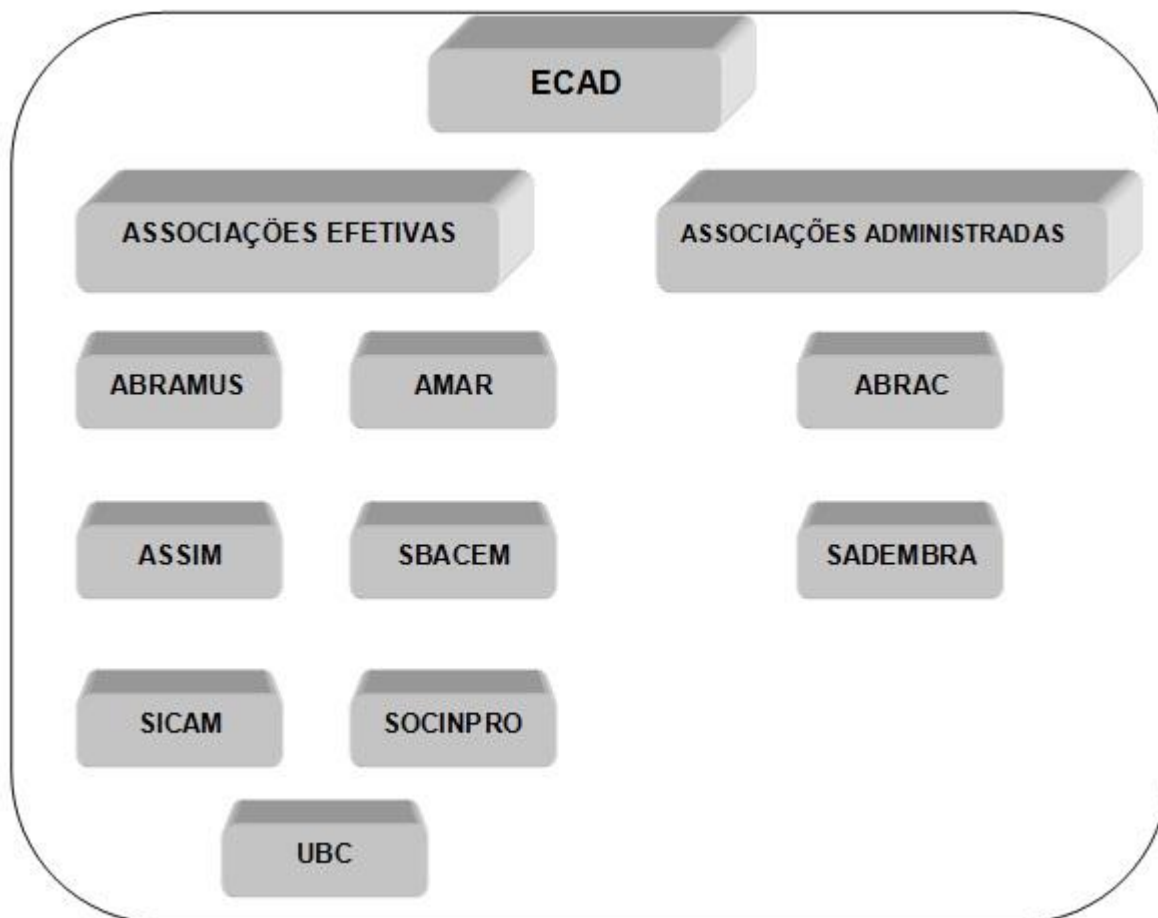 ECAD
ASSOCIAÇÕES EFETIVAS
ASSOCIAÇÕES ADMINISTRADAS
ABRAMUS
AMAR
ABRAC
ASSIM
SBACEM
SADEMBRA
SICAM
SOCINPRO
UBC